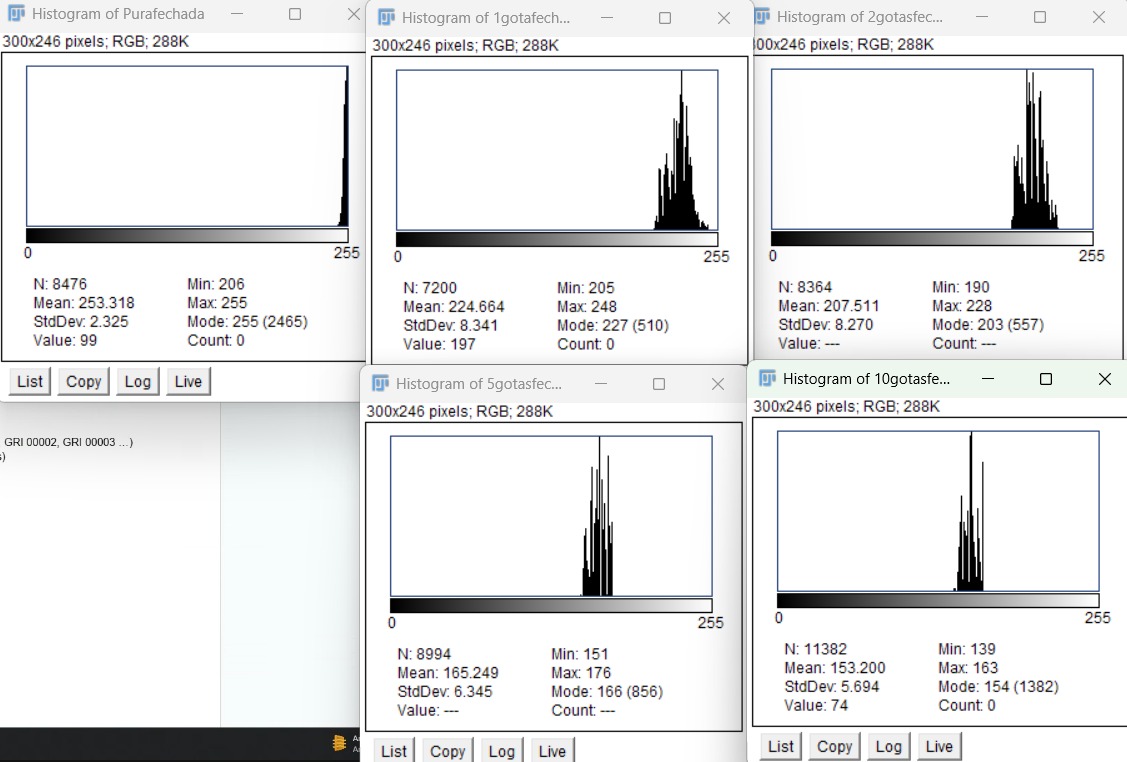 Histogram of Purafechada
300x246 pixels; RGB; 288K
0 255
N: 8476 Min: 206
Mean: 253.318 Max: 255
StdDev: 2.325 Mode: 255 (2465)
Value: 99 Count: 0
List Copy Log Live
Histogram of 1gotafech...
300x246 pixels; RGB; 288K
0 255
N: 7200 Min: 205
Mean: 224.664 Max: 248
StdDev: 8.341 Mode: 227 (510)
Value: 197 Count: 0
Histogram of 2gotasfec...
300x246 pixels; RGB; 288K
0 255
N: 8364 Min: 190
Mean: 207.511 Max: 228
StdDev: 8.270 Mode: 203 (557)
Value: --- Count: ---
GRI 00002, GRI 00003 ...)
Histogram of 5gotasfec...
300x246 pixels; RGB; 288K
0 255
N: 8994 Min: 151
Mean: 165.249 Max: 176
StdDev: 6.345 Mode: 166 (856)
Value: --- Count: ---
List Copy Log Live
Histogram of 10gotasfe...
300x246 pixels; RGB; 288K
0 255
N: 11382 Min: 139
Mean: 153.200 Max: 163
StdDev: 5.694 Mode: 154 (1382)
Value: 74 Count: 0
List Copy Log Live